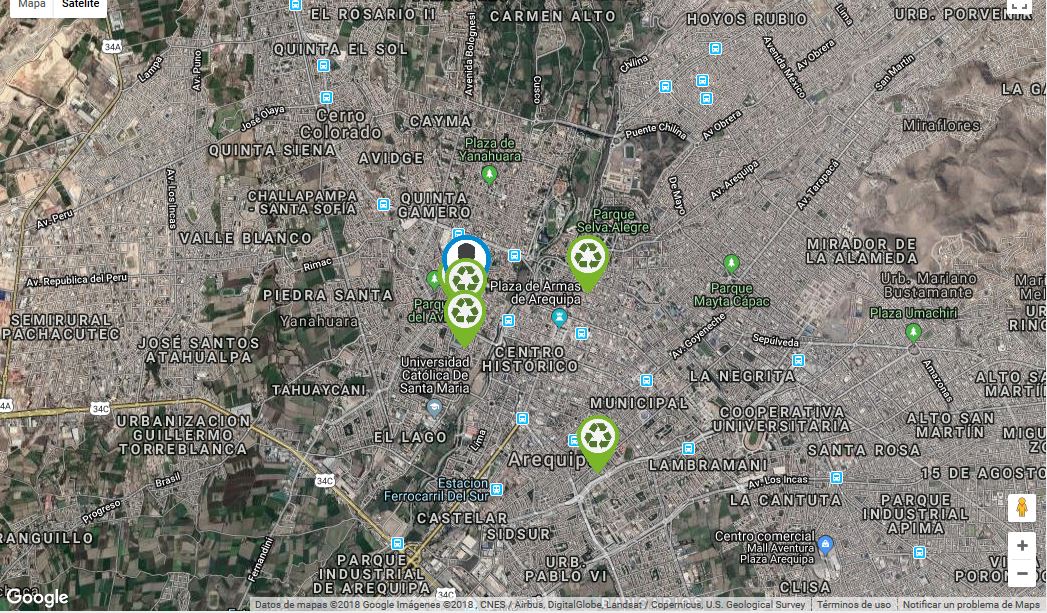 Mapa Satélite
EL ROSARIO II
CARMEN ALTO
HOYOS RUBIO
URB. PORVENIR
34A
Lampa
Av. Puno
QUINTA EL SOL
Avenida Bolognesi
Cusco
Chilina
Avenida México
Av Obrera
Lima
San Martin
José Olaya
Cerro
Colorado
CAYMA
Puente Chilina
Av Obrera
Miraflores
LA GA
QUINTA SIENA
AVIDGE
Plaza de
Yanahuara
Av. Arequipa
Av. Tarapacá
De Mayo
Av. Los Incas
CHALLAPAMPA
- SANTA SOFÍA
QUINTA
GAMERO
Av. Peru
Parque
Selva Alegre
VALLE BLANCO
Rimac
MIRADOR DE
LA ALAMEDA
Av. Republica del Peru
Plaza de Armas
de Arequipa
Parque
Mayta Cápac
Urb. Mariano
Bustamante
PIEDRA SANTA
Yanahuara
Plaza Umachiri
SEMIRURAL
PACHACUTEC
JOSÉ SANTOS
ATAHUALPA
Av. Goyeneche
Sepúlveda
CENTRO
HISTÓRICO
Universidad
Católica De
Santa María
TAHUAYCANI
LA NEGRITA
Amazonas
ALTO SA
MARTÍN
34C
MUNICIPAL
COOPERATIVA
UNIVERSITARIA
ALTO SAN
MARTÍN
URBANIZACION
GUILLERMO
TORREBLANCA
EL LAGO
Lima
Arequip
LAMBRAMANI
SANTA ROSA
15 DE AGOSTO
34C
Brasil
Progreso
Estacion
Ferrocarril Del Sur
Av. Los Incas
LA CANTUTA
PARQUE
INDUSTRIAL
APIMA
CASTELAR
SIDSUR
RANGUILLO
Fernandini
Centro comercial
Mall Aventura
Plaza Arequipa
PARQUE
INDUSTRIAL
DE AREQUIPA
URB.
PABLO VI
CLISA
34C
Google
Datos de mapas ©2018 Google Imágenes ©2018 , CNES / Airbus, DigitalGlobe, Landsat / Copernicus, U.S. Geological Survey Términos de uso Notificar un problema de Maps